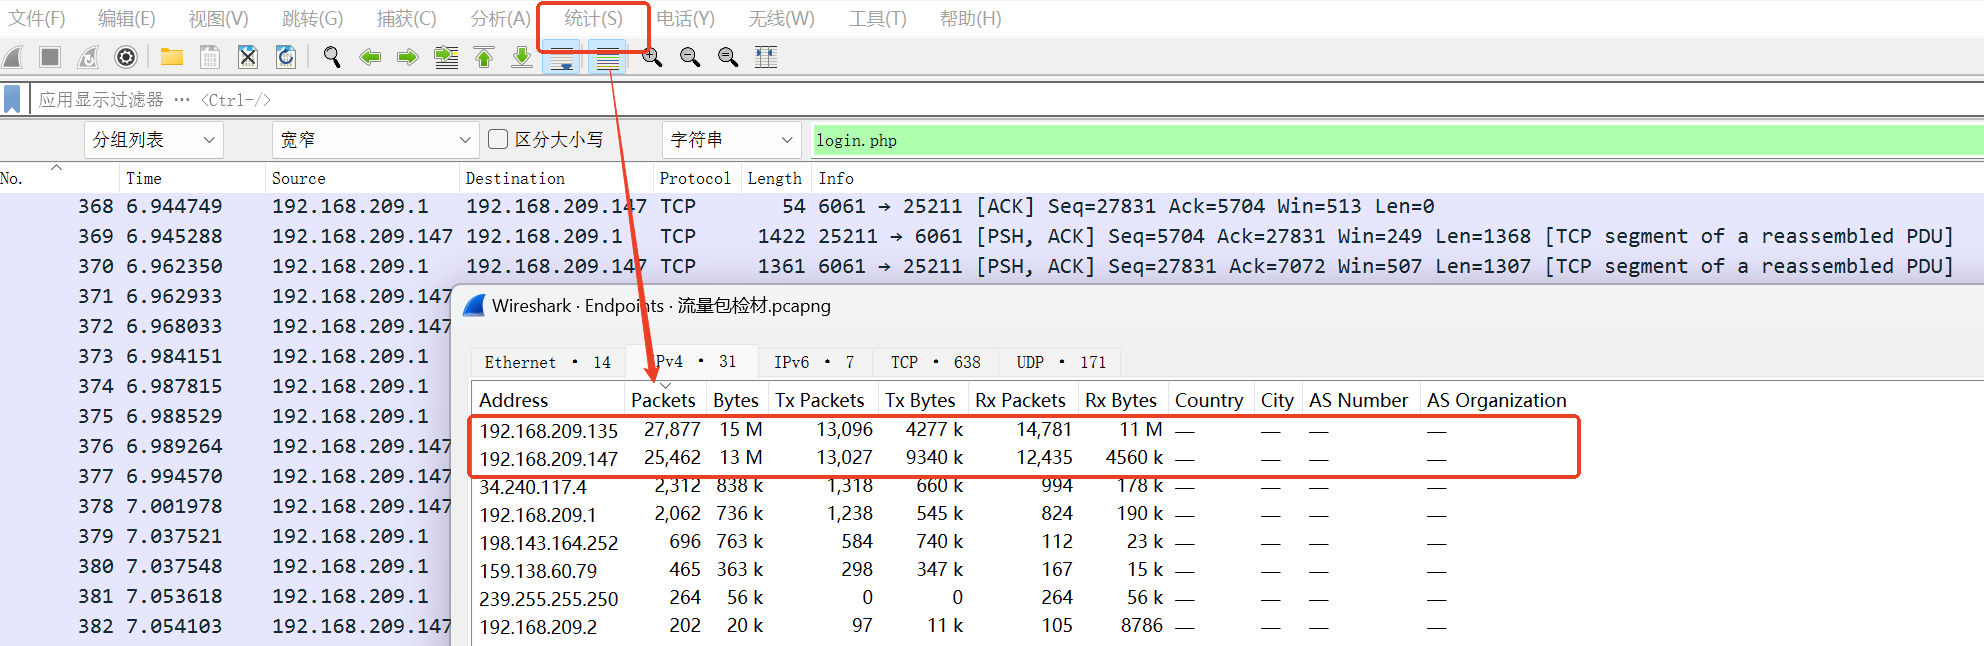 文件(F) 编辑(E) 视图(V) 跳转(G) 捕获(C) 分析(A) 统计(S) 电话(Y) 无线(W) 工具(T) 帮助(H)
应用显示过滤器 … <Ctrl-/>
分组列表 宽窄 区分大小写 字符串 login.php
No. Time Source Destination Protocol Length Info
368 6.944749 192.168.209.1 192.168.209.147 TCP 54 6061 → 25211 [ACK] Seq=27831 Ack=5704 Win=513 Len=0
369 6.945288 192.168.209.147 192.168.209.1 TCP 1422 25211 → 6061 [PSH, ACK] Seq=5704 Ack=27831 Win=249 Len=1368 [TCP segment of a reassembled PDU]
370 6.962350 192.168.209.1 192.168.209.147 TCP 1361 6061 → 25211 [PSH, ACK] Seq=27831 Ack=7072 Win=507 Len=1307 [TCP segment of a reassembled PDU]
371 6.962933 192.168.209.147
372 6.968033 192.168.209.147
373 6.984151 192.168.209.1
374 6.987815 192.168.209.1
375 6.988529 192.168.209.1
376 6.989264 192.168.209.147
377 6.994570 192.168.209.147
378 7.001978 192.168.209.147
379 7.037521 192.168.209.1
380 7.037548 192.168.209.1
381 7.053618 192.168.209.1
382 7.054103 192.168.209.147
Wireshark · Endpoints · 流量包检材.pcapng
Ethernet · 14 IPv4 · 31 IPv6 · 7 TCP · 638 UDP · 171
Address Packets Bytes Tx Packets Tx Bytes Rx Packets Rx Bytes Country City AS Number AS Organization
192.168.209.135 27,877 15 M 13,096 4277 k 14,781 11 M — — — —
192.168.209.147 25,462 13 M 13,027 9340 k 12,435 4560 k — — — —
34.240.117.4 2,312 838 k 1,318 660 k 994 178 k — — — —
192.168.209.1 2,062 736 k 1,238 545 k 824 190 k — — — —
198.143.164.252 696 763 k 584 740 k 112 23 k — — — —
159.138.60.79 465 363 k 298 347 k 167 15 k — — — —
239.255.255.250 264 56 k 0 0 264 56 k — — — —
192.168.209.2 202 20 k 97 11 k 105 8786 — — — —